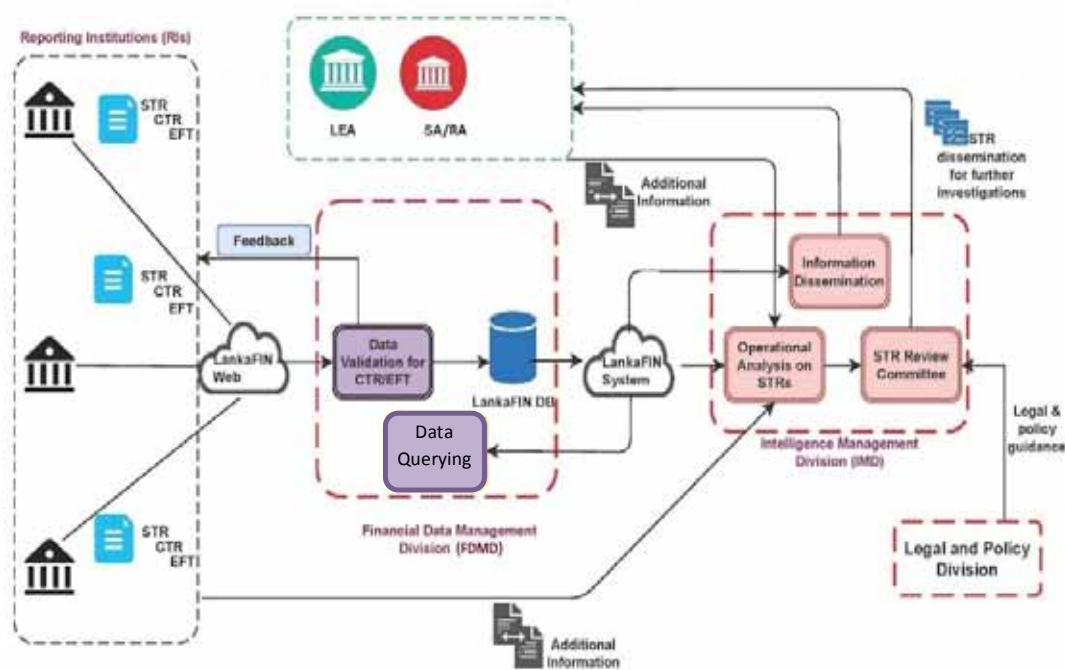 Reporting Institutions (RIs)
STR
CTR
EFT
STR
CTR
EFT
STR
CTR
EFT
LEA
SA/RA
Additional
Information
STR
dissemination
for further
investigations
Feedback
LankaFIN
Web
Data
Validation for
CTR/EFT
LankaFIN DB
Data
Querying
Financial Data Management
Division (FDMD)
LankaFIN
System
Information
Dissemination
Operational
Analysis on
STRs
STR Review
Committee
Intelligence Management
Division (IMD)
Legal &
policy
guidance
Legal and Policy
Division
Additional
Information